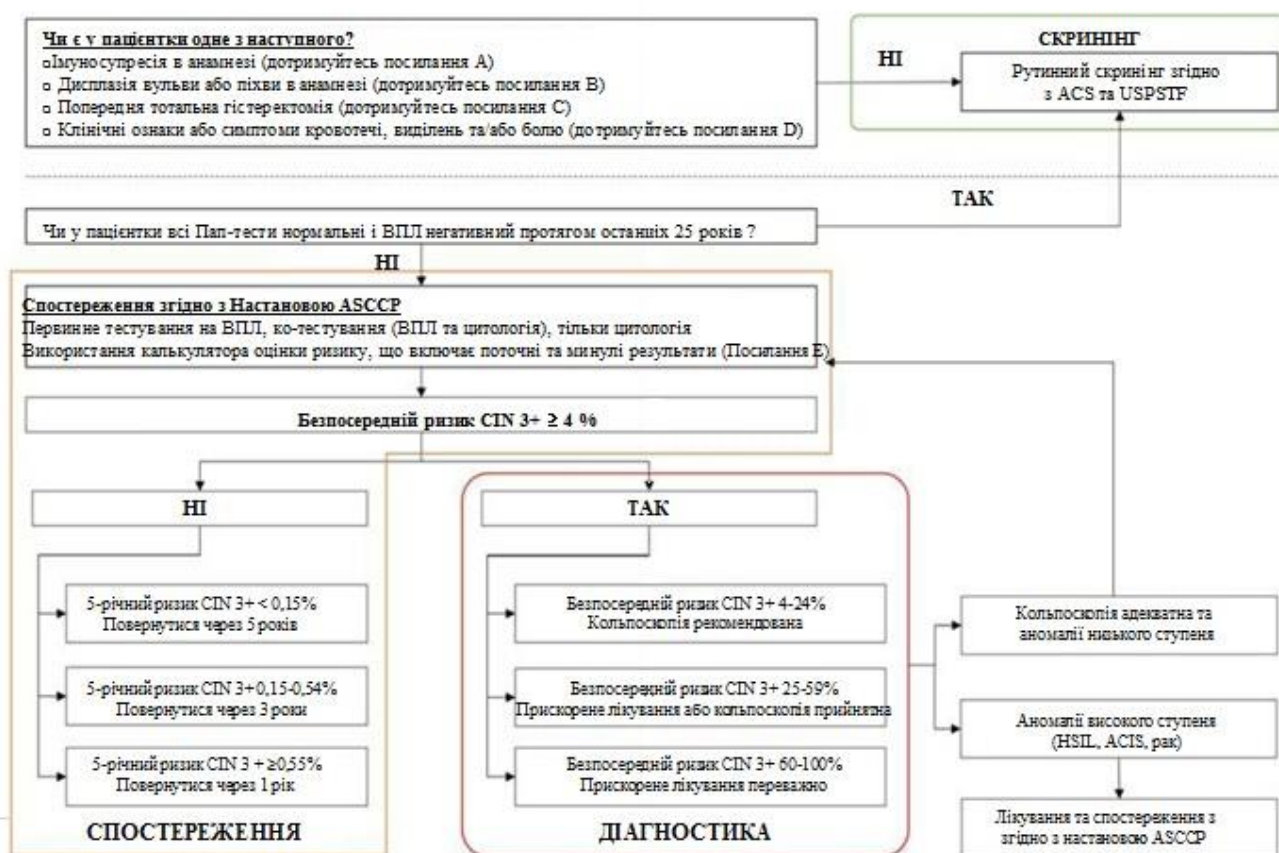 Чи є у пацієнтки одне з наступного?
▫Імуносупресія в анамнезі (дотримуйтесь посилання A)
▫ Дисплазія вульви або піхви в анамнезі (дотримуйтесь посилання B)
▫ Попередня тотальна гістеректомія (дотримуйтесь посилання C)
▫ Клінічні ознаки або симптоми кровотечі, виділень та/або болю (дотримуйтесь посилання D)
НІ
СКРИНІНГ
Рутинний скринінг згідно
з ACS та USPSTF
ТАК
Чи у пацієнтки всі Пап-тести нормальні і ВПЛ негативний протягом останніх 25 років ?
НІ
Спостереження згідно з Настановою ASCCP
Первинне тестування на ВПЛ, ко-тестування (ВПЛ та цитологія), тільки цитологія
Використання калькулятора оцінки ризику, що включає поточні та минулі результати (Посилання E)
Безпосередній ризик CIN 3+ ≥ 4 %
НІ
5-річний ризик CIN 3+ < 0,15%
Повернутися через 5 років
5-річний ризик CIN 3+ 0,15-0,54%
Повернутися через 3 роки
5-річний ризик CIN 3 + ≥0,55%
Повернутися через 1 рік
СПОСТЕРЕЖЕННЯ
ТАК
Безпосередній ризик CIN 3+ 4-24%
Кольпоскопія рекомендована
Безпосередній ризик CIN 3+ 25-59%
Прискорене лікування або кольпоскопія прийнятна
Безпосередній ризик CIN 3+ 60-100%
Прискорене лікування переважно
ДІАГНОСТИКА
Кольпоскопія адекватна та
аномалії низького ступеня
Аномалії високого ступеня
(HSIL, ACIS, рак)
Лікування та спостереження з
згідно з настановою ASCCP